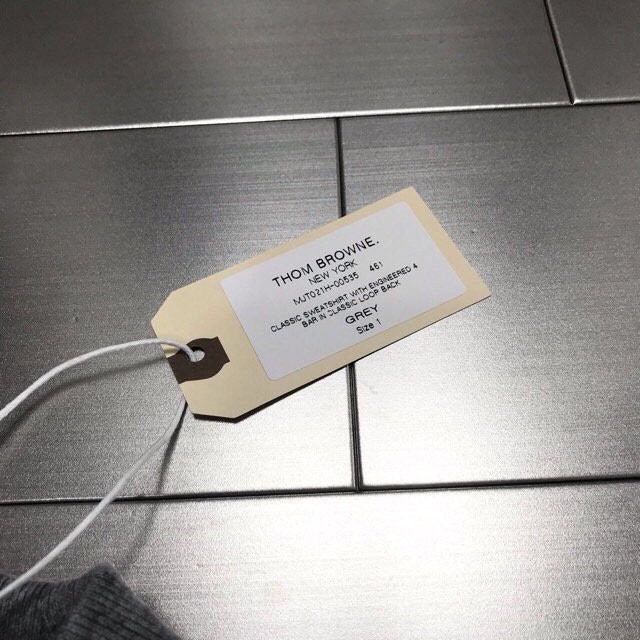 THOM BROWNE.
NEW YORK
MJT021H-00535 461
CLASSIC SWEATSHIRT WITH ENGINEERED 4
BAR IN CLASSIC LOOP BACK
GREY
Size 1